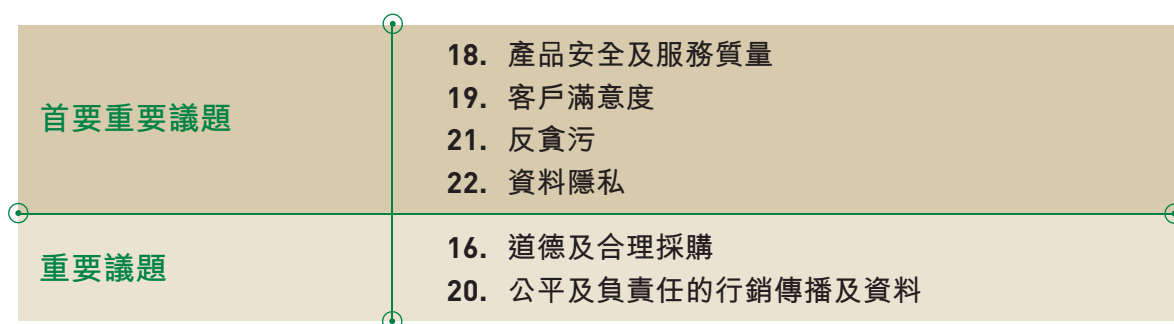 首要重要議題
18. 產品安全及服務質量
19. 客戶滿意度
21. 反貪污
22. 資料隱私
重要議題
16. 道德及合理採購
20. 公平及負責任的行銷傳播及資料